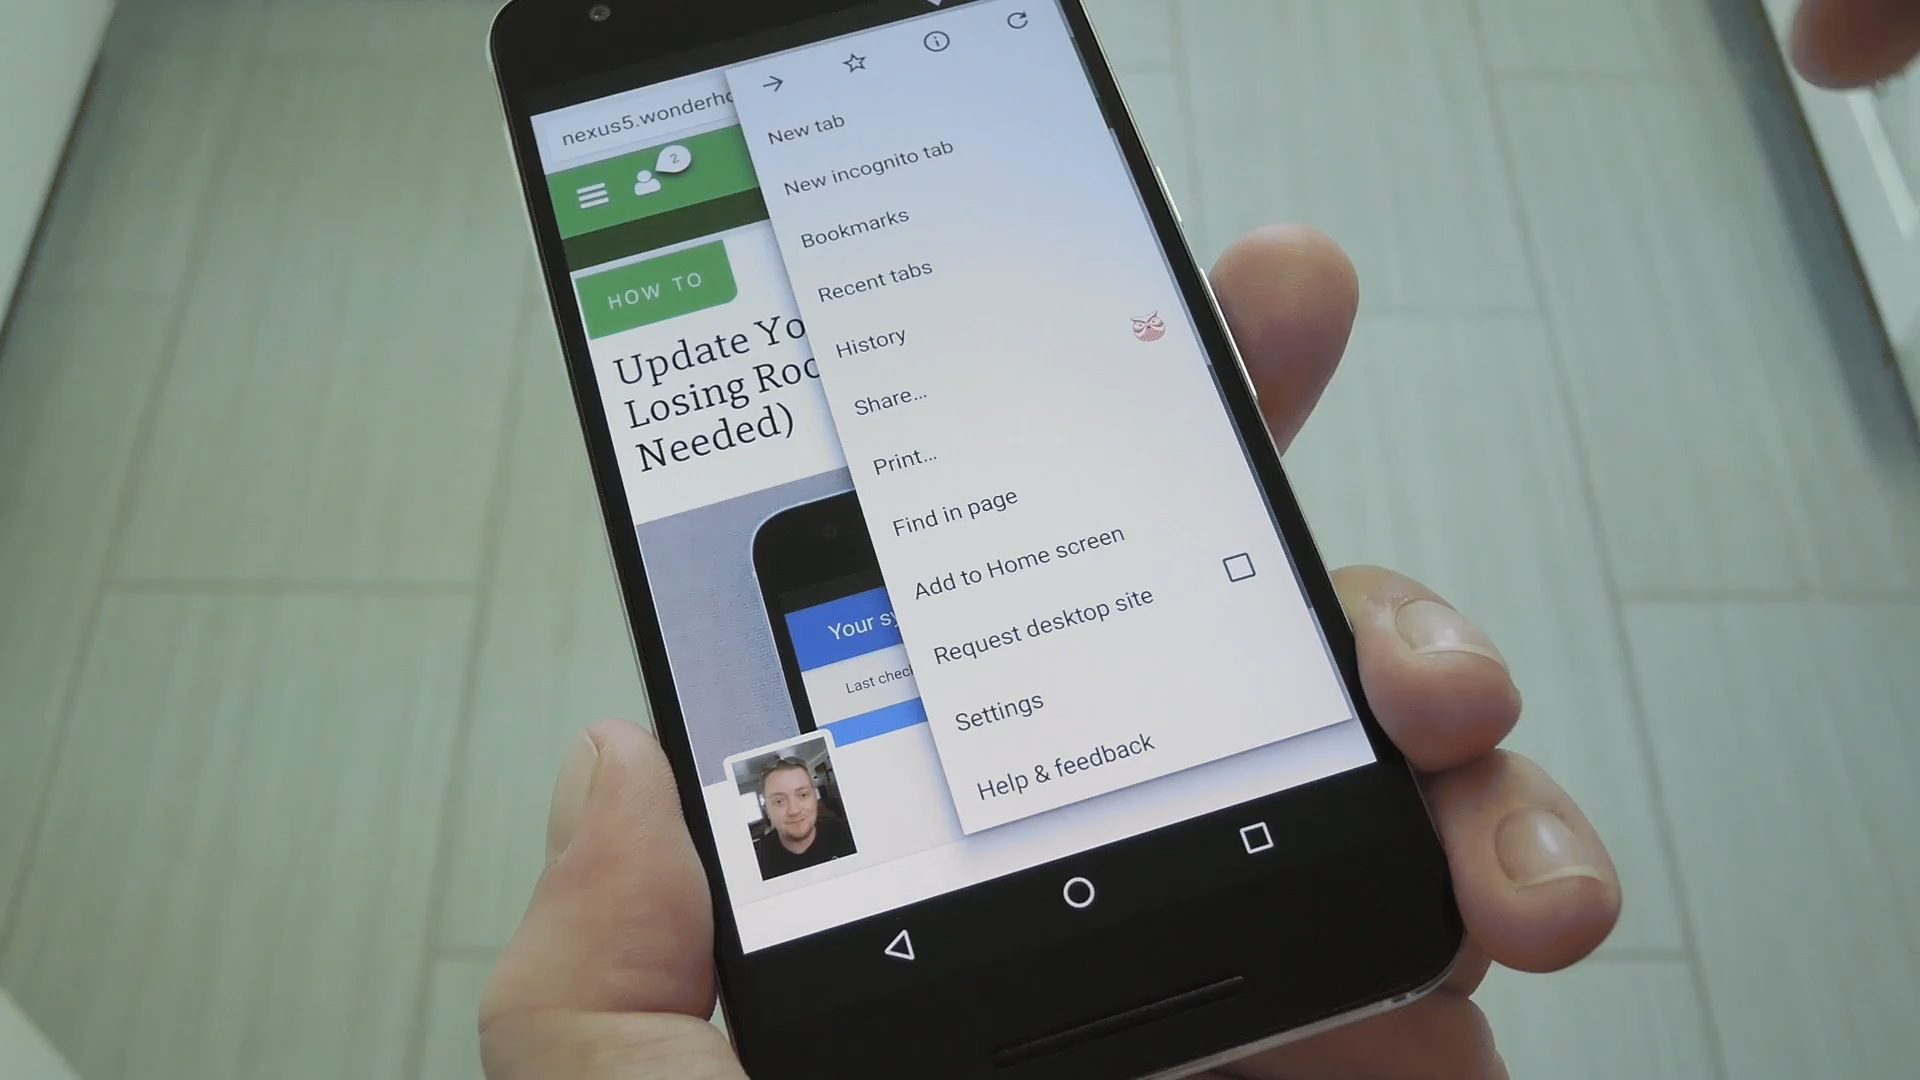 nexus5.wonderho
2
HOW TO
Update Yo
Losing Roo
Needed)
Your sy
Last chec
New tab
New incognito tab
Bookmarks
Recent tabs
History
Share...
Print...
Find in page
Add to Home screen
Request desktop site
Settings
Help & feedback